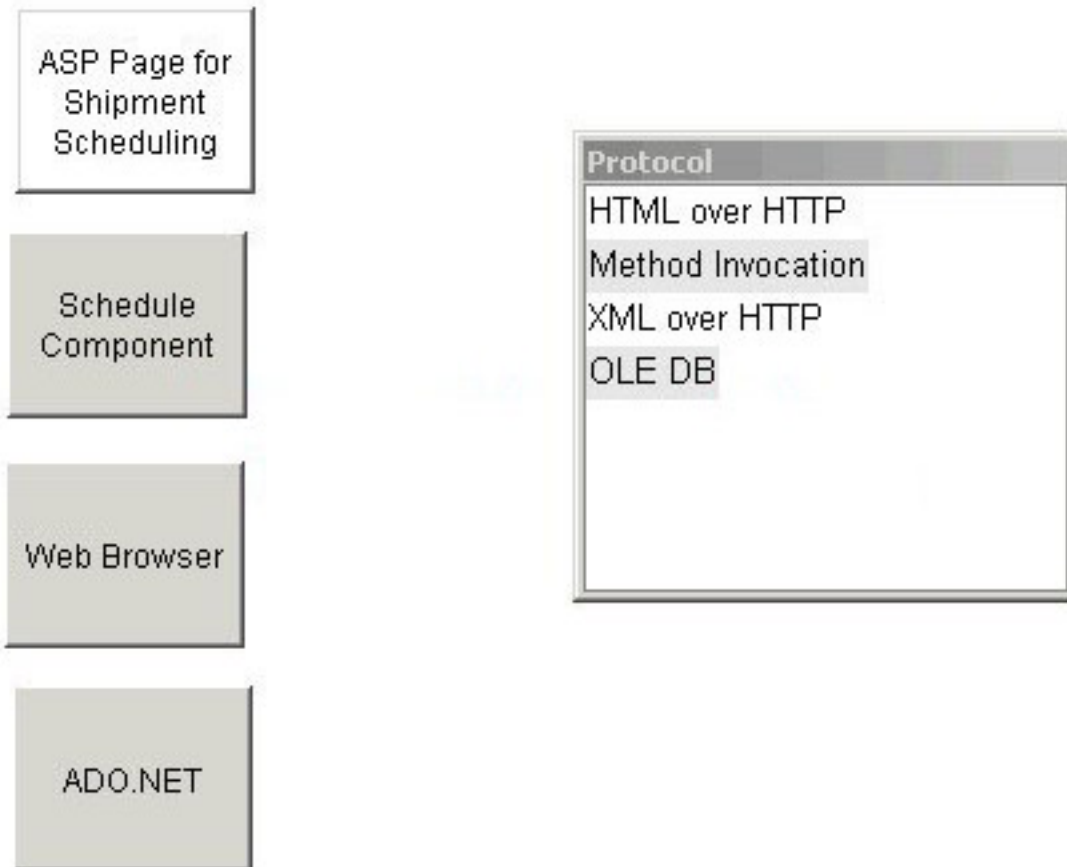 ASP Page for
Shipment
Scheduling
Schedule
Component
Web Browser
ADO.NET
Protocol
HTML over HTTP
Method Invocation
XML over HTTP
OLE DB